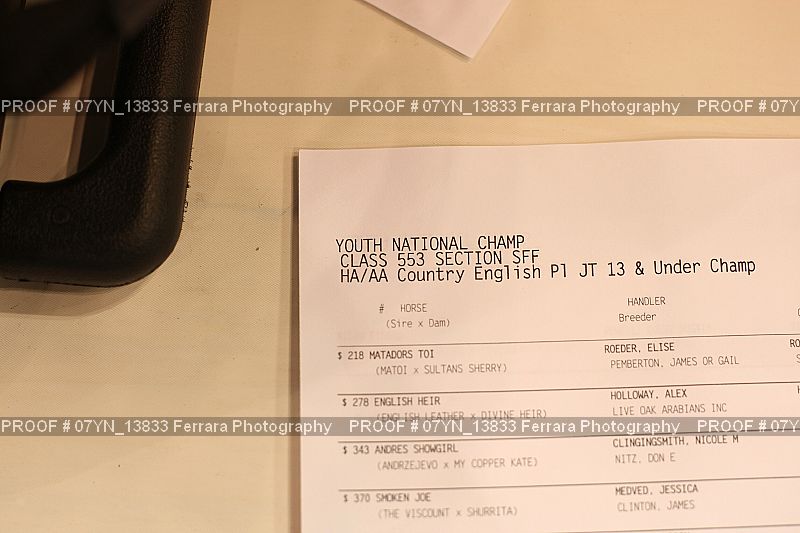 PROOF # 07YN_13833 Ferrara Photography PROOF # 07YN_13833 Ferrara Photography PROOF # 07Y
YOUTH NATIONAL CHAMP
CLASS 553 SECTION SFF
HA/AA Country English Pl JT 13 & Under Champ
# HORSE HANDLER
(Sire x Dam) Breeder
$ 218 MATADORS TOI ROEDER, ELISE RO
(MATOI x SULTANS SHERRY) PEMBERTON, JAMES OR GAIL
$ 278 ENGLISH HEIR HOLLOWAY, ALEX
(ENGLISH LEATHER x DIVINE HEIR) LIVE OAK ARABIANS INC
PROOF # 07YN_13833 Ferrara Photography PROOF # 07YN_13833 Ferrara Photography PROOF # 07Y
$ 343 ANDRES SHOWGIRL CLINGINGSMITH, NICOLE M
(ANDRZEJEVO x MY COPPER KATE) NITZ, DON E
$ 370 SMOKEN JOE MEDVED, JESSICA
(THE VISCOUNT x SHURRITA) CLINTON, JAMES